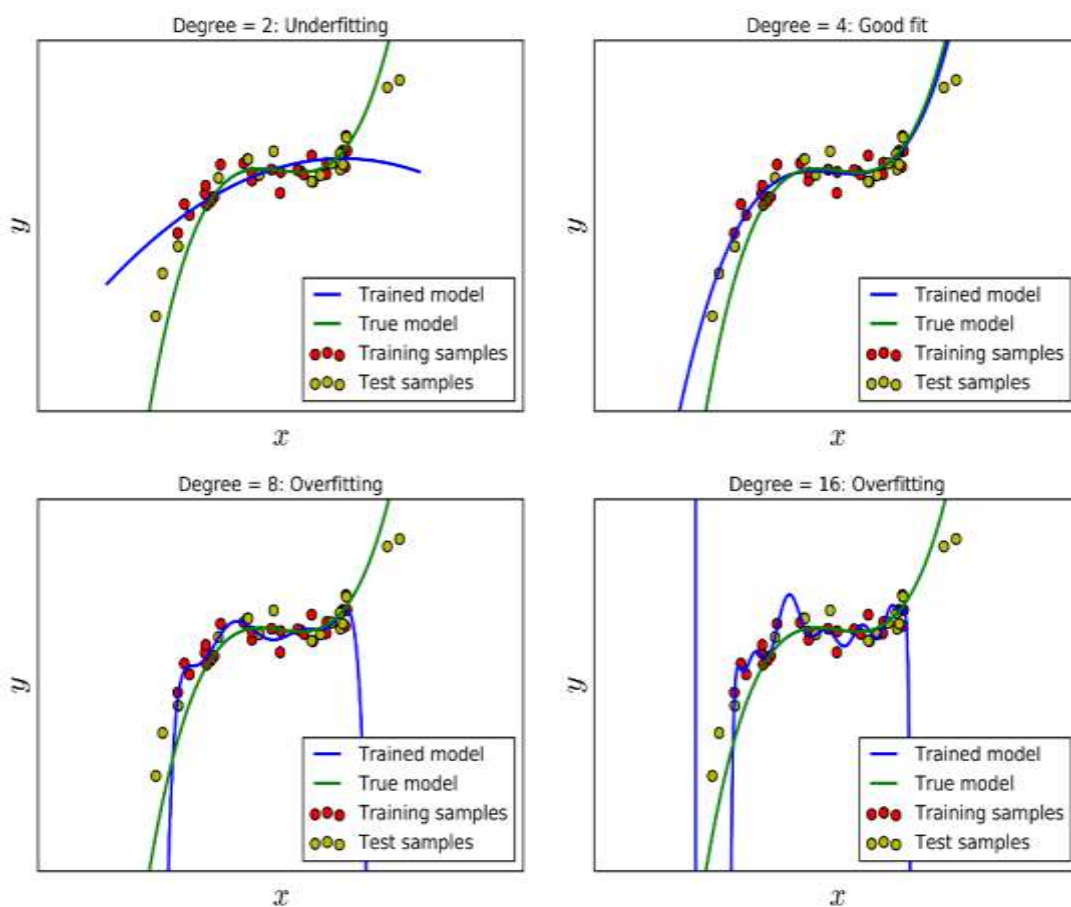 Degree = 2: Underfitting
y
Trained model
True model
Training samples
Test samples
x
Degree = 4: Good fit
y
Trained model
True model
Training samples
Test samples
x
Degree = 8: Overfitting
y
Trained model
True model
Training samples
Test samples
x
Degree = 16: Overfitting
y
Trained model
True model
Training samples
Test samples
x